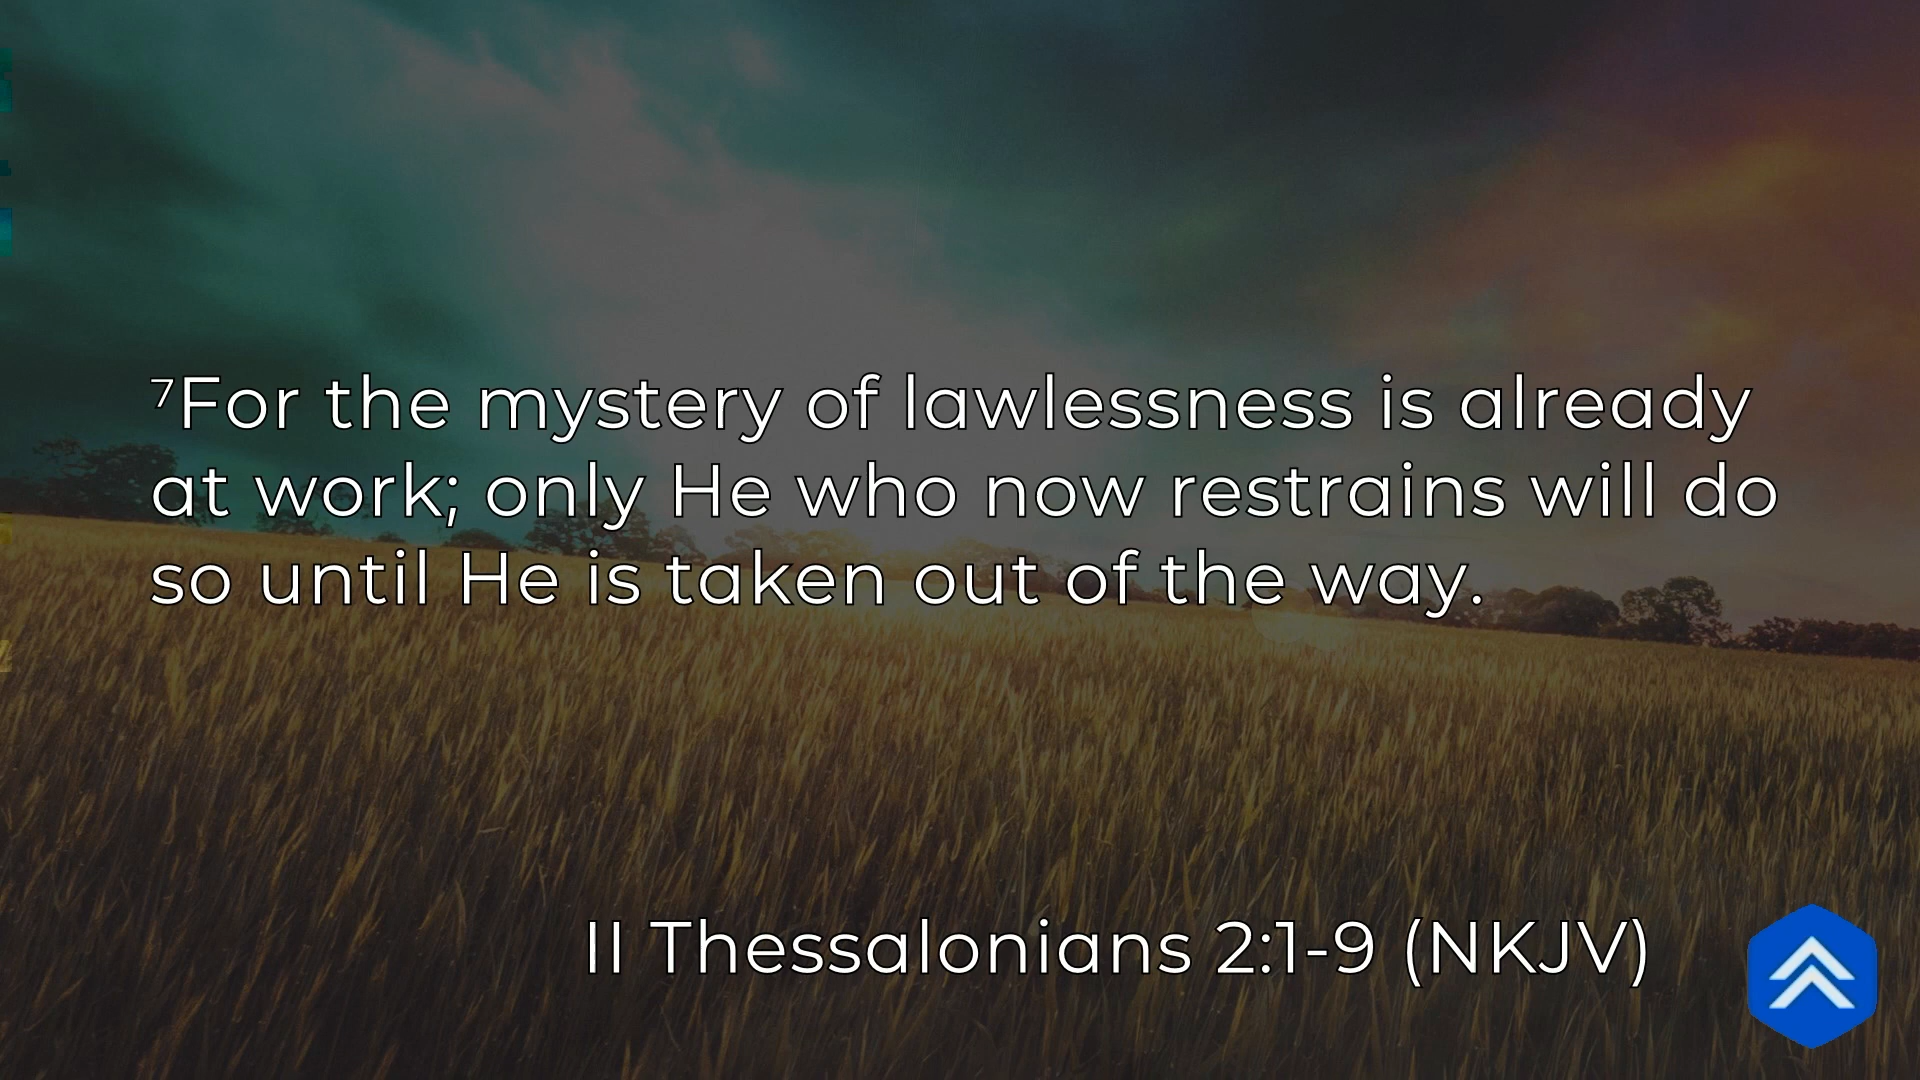 ⁷For the mystery of lawlessness is already
at work; only He who now restrains will do
so until He is taken out of the way.
II Thessalonians 2:1-9 (NKJV)